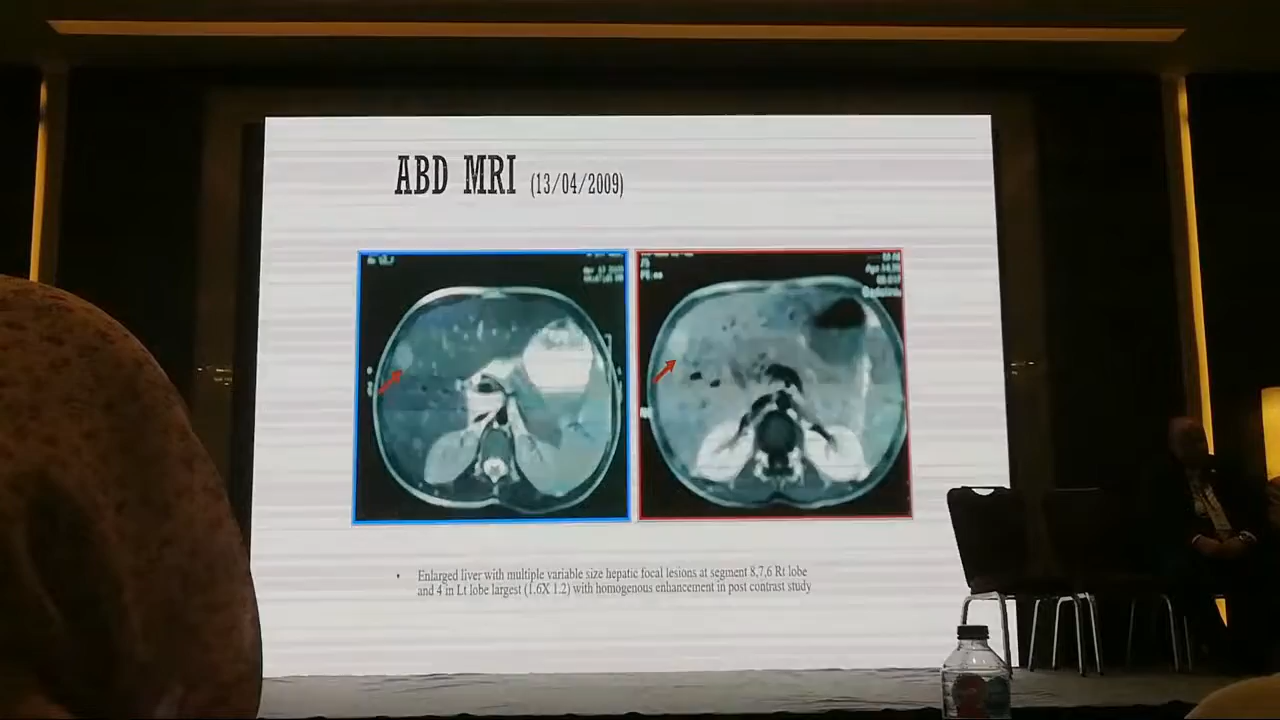 ABD MRI (13/04/2009)
• Enlarged liver with multiple variable size hepatic focal lesions at segment 8,7,6 Rt lobe
and 4 in Lt lobe largest (1.6X 1.2) with homogenous enhancement in post contrast study